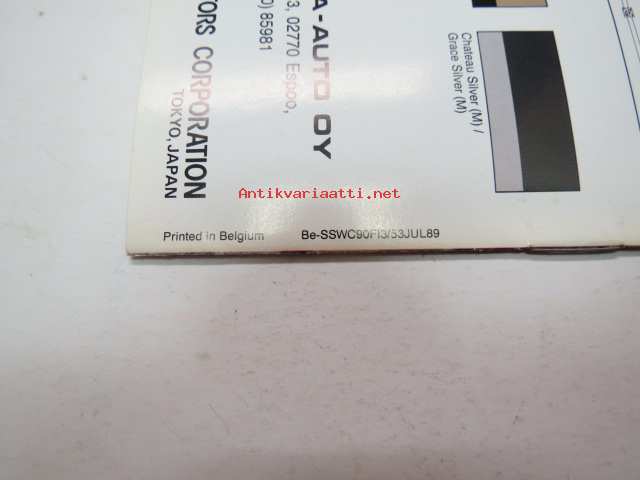 A-AUTO OY
3, 02770 Espoo,
0) 85981
TORS CORPORATION
TOKYO, JAPAN
Chateau Silver (M) /
Grace Silver (M)
Antikvariaatti.net
Printed in Belgium
Be-SSWC90FI3/53JUL89